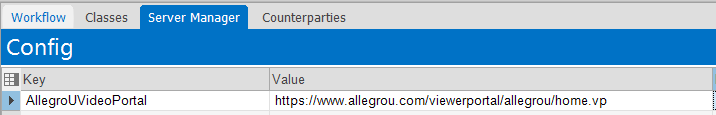 Workflow Classes Server Manager Counterparties
Config
Key Value
AllegroUVideoPortal https://www.allegrou.com/viewerportal/allegrou/home.vp